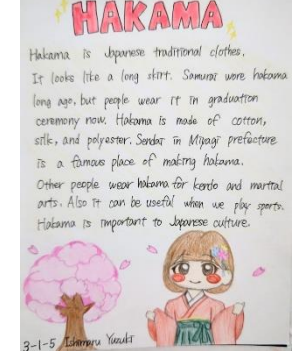 HAKAMA
Hakama is Japanese traditional clothes.
It looks like a long skirt. Samurai wore hakama
long ago, but people wear it in graduation
ceremony now. Hakama is made of cotton,
silk, and polyester. Sendai in Miyagi prefecture
is a famous place of making hakama.
Other people wear hakama for kendo and martial
arts. Also it can be useful when we play sports.
Hakama is important to Japanese culture.
3-1-5 Ishimaru Yuzuki